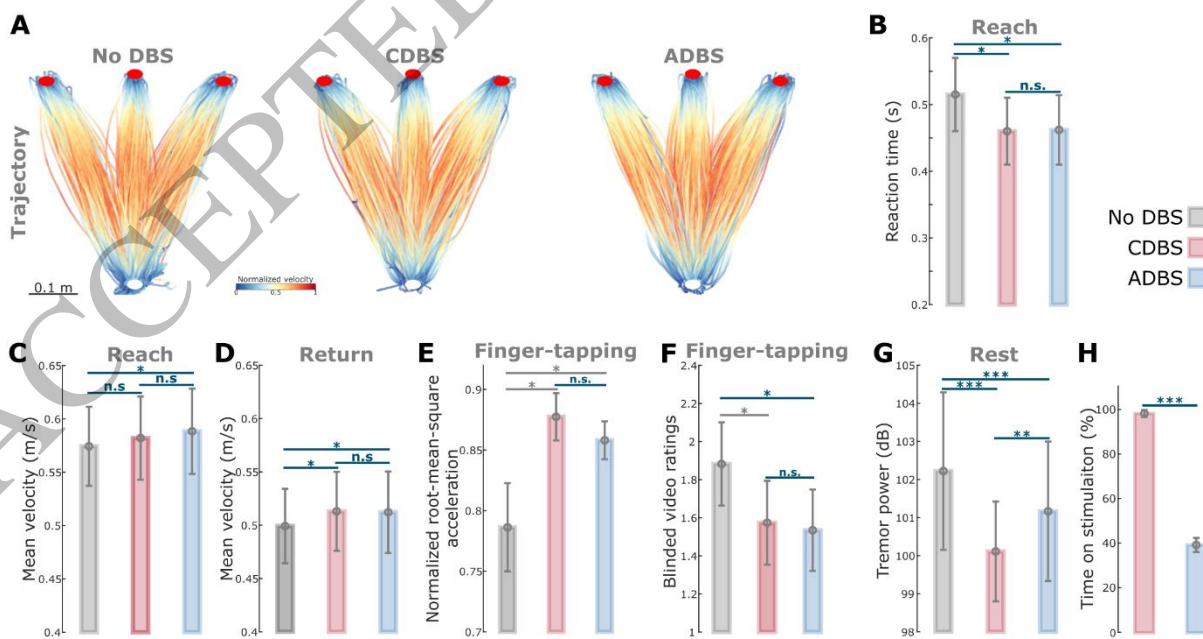 A
No DBS
CDBS
ADBS
Trajectory
0.1 m
Normalized velocity
0
0.5
1
ACCEPTE
B
Reach
Reaction time (s)
0.6
0.5
0.4
0.3
0.2
*
*
n.s.
No DBS
CDBS
ADBS
C
Reach
Mean velocity (m/s)
0.65
0.6
0.55
0.5
0.45
0.4
*
n.s
n.s
D
Return
Mean velocity (m/s)
0.65
0.6
0.55
0.5
0.45
0.4
*
*
n.s
E
Finger-tapping
Normalized root-mean-square
acceleration
0.9
0.85
0.8
0.75
0.7
*
*
n.s.
F
Finger-tapping
Blinded video ratings
2.4
2.2
2
1.8
1.6
1.4
1.2
1
*
*
n.s.
G
Rest
Tremor power (dB)
105
104
103
102
101
100
99
98
***
***
**
H
Time on stimulaiton (%)
100
80
60
40
20
0
***